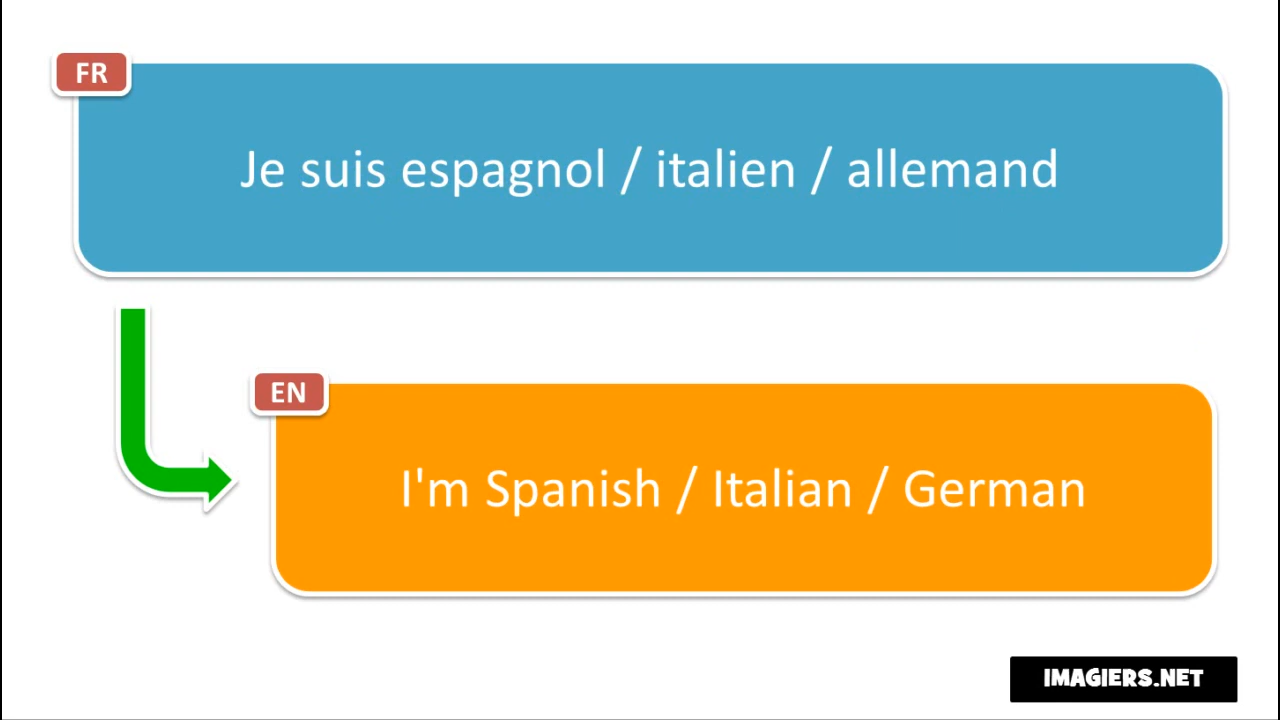 FR
Je suis espagnol / italien / allemand
EN
I'm Spanish / Italian / German
IMAGIERS.NET